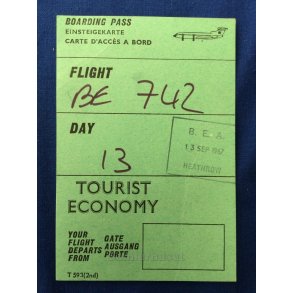 BOARDING PASS
EINSTEIGEKARTE
CARTE D'ACCÈS A BORD
FLIGHT
BE 742
DAY
13
B. E. A.
13 SEP 1967
HEATHROW
TOURIST
ECONOMY
YOUR
FLIGHT
DEPARTS
FROM
GATE
AUSGANG
PORTE
T 593(2nd)